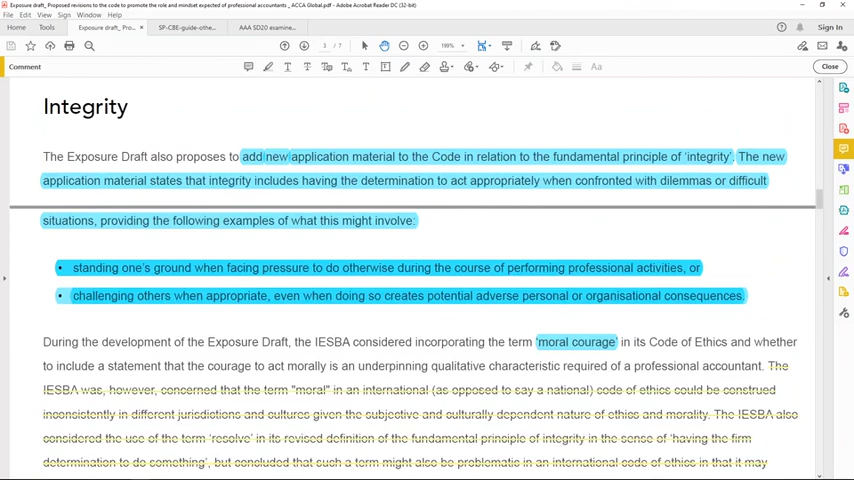 Exposure draft_ Proposed revisions to the code to promote the role and mindset expected of professional accountants _ ACCA Global.pdf - Adobe Acrobat Reader DC (32-bit)
File Edit View Sign Window Help
Home Tools Exposure draft_ Pro... × SP-CBE-guide-othe... AAA SD20 examine... Sign In
3 / 7 199%
Comment Close
Integrity
The Exposure Draft also proposes to add new application material to the Code in relation to the fundamental principle of 'integrity'. The new
application material states that integrity includes having the determination to act appropriately when confronted with dilemmas or difficult
situations, providing the following examples of what this might involve:
• standing one's ground when facing pressure to do otherwise during the course of performing professional activities, or
• challenging others when appropriate, even when doing so creates potential adverse personal or organisational consequences.
During the development of the Exposure Draft, the IESBA considered incorporating the term 'moral courage' in its Code of Ethics and whether
to include a statement that the courage to act morally is an underpinning qualitative characteristic required of a professional accountant. The
IESBA was, however, concerned that the term "moral" in an international (as opposed to say a national) code of ethics could be construed
inconsistently in different jurisdictions and cultures given the subjective and culturally dependent nature of ethics and morality. The IESBA also
considered the use of the term 'resolve' in its revised definition of the fundamental principle of integrity in the sense of 'having the firm
determination to do something', but concluded that such a term might also be problematic in an international code of ethics in that it may